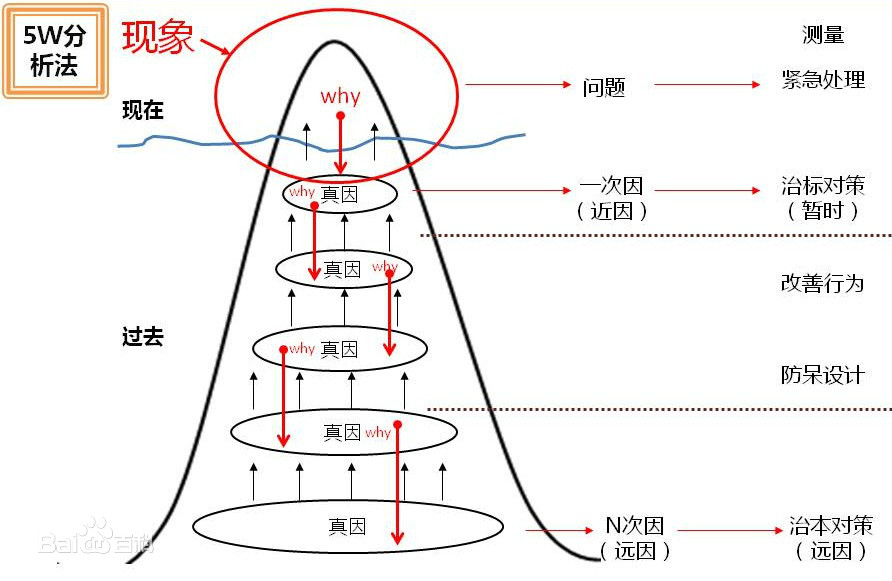 5W分
析法
现象
测量
现在
why
问题
紧急处理
why
真因
一次因
（近因）
治标对策
（暂时）
真因
why
改善行为
过去
why
真因
防呆设计
真因
why
真因
N次因
（远因）
治本对策
（远因）
Baidu百科